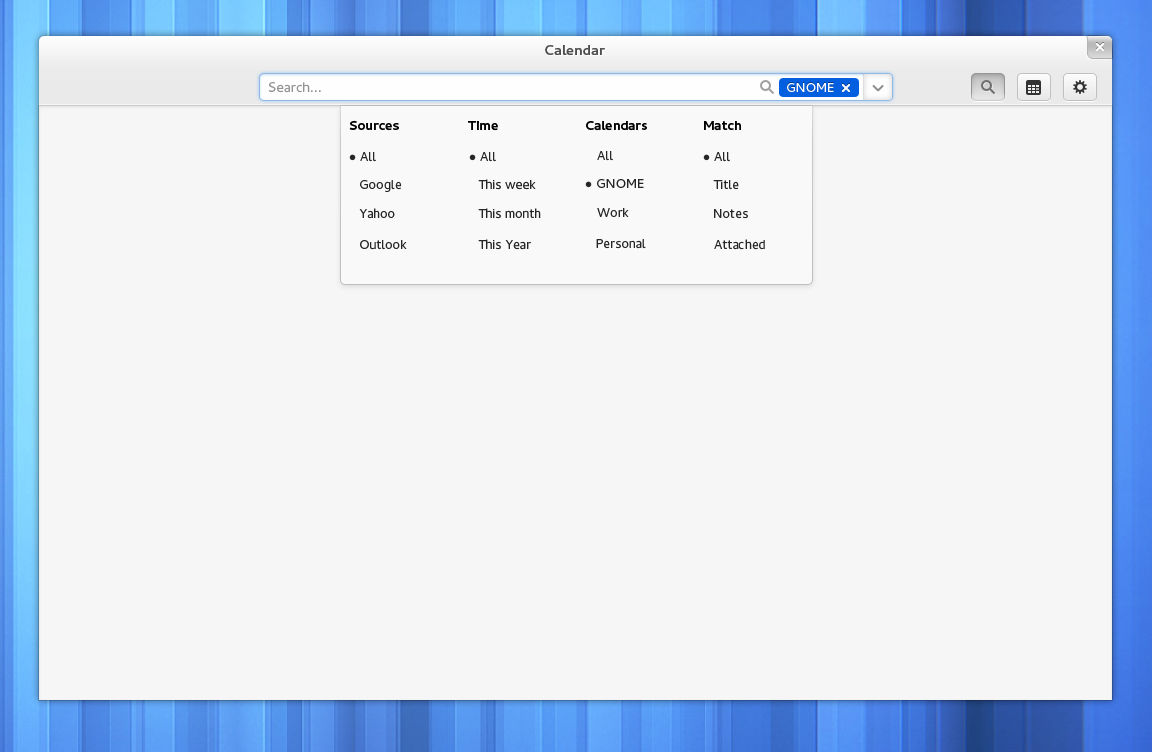 Calendar
Search... GNOME
Sources Time Calendars Match
All All All All
Google This week GNOME Title
Yahoo This month Work Notes
Outlook This Year Personal Attached